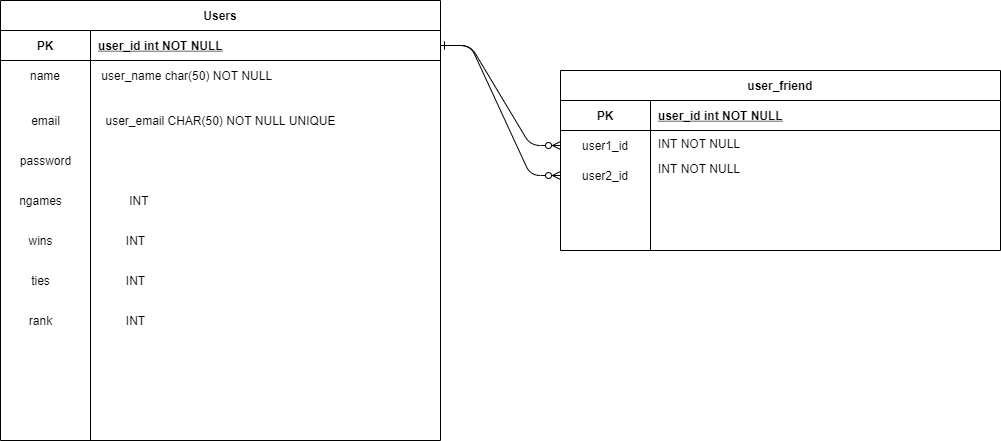 Users
PK user_id int NOT NULL
name user_name char(50) NOT NULL
email user_email CHAR(50) NOT NULL UNIQUE
password
ngames INT
wins INT
ties INT
rank INT
user_friend
PK user_id int NOT NULL
user1_id INT NOT NULL
user2_id INT NOT NULL